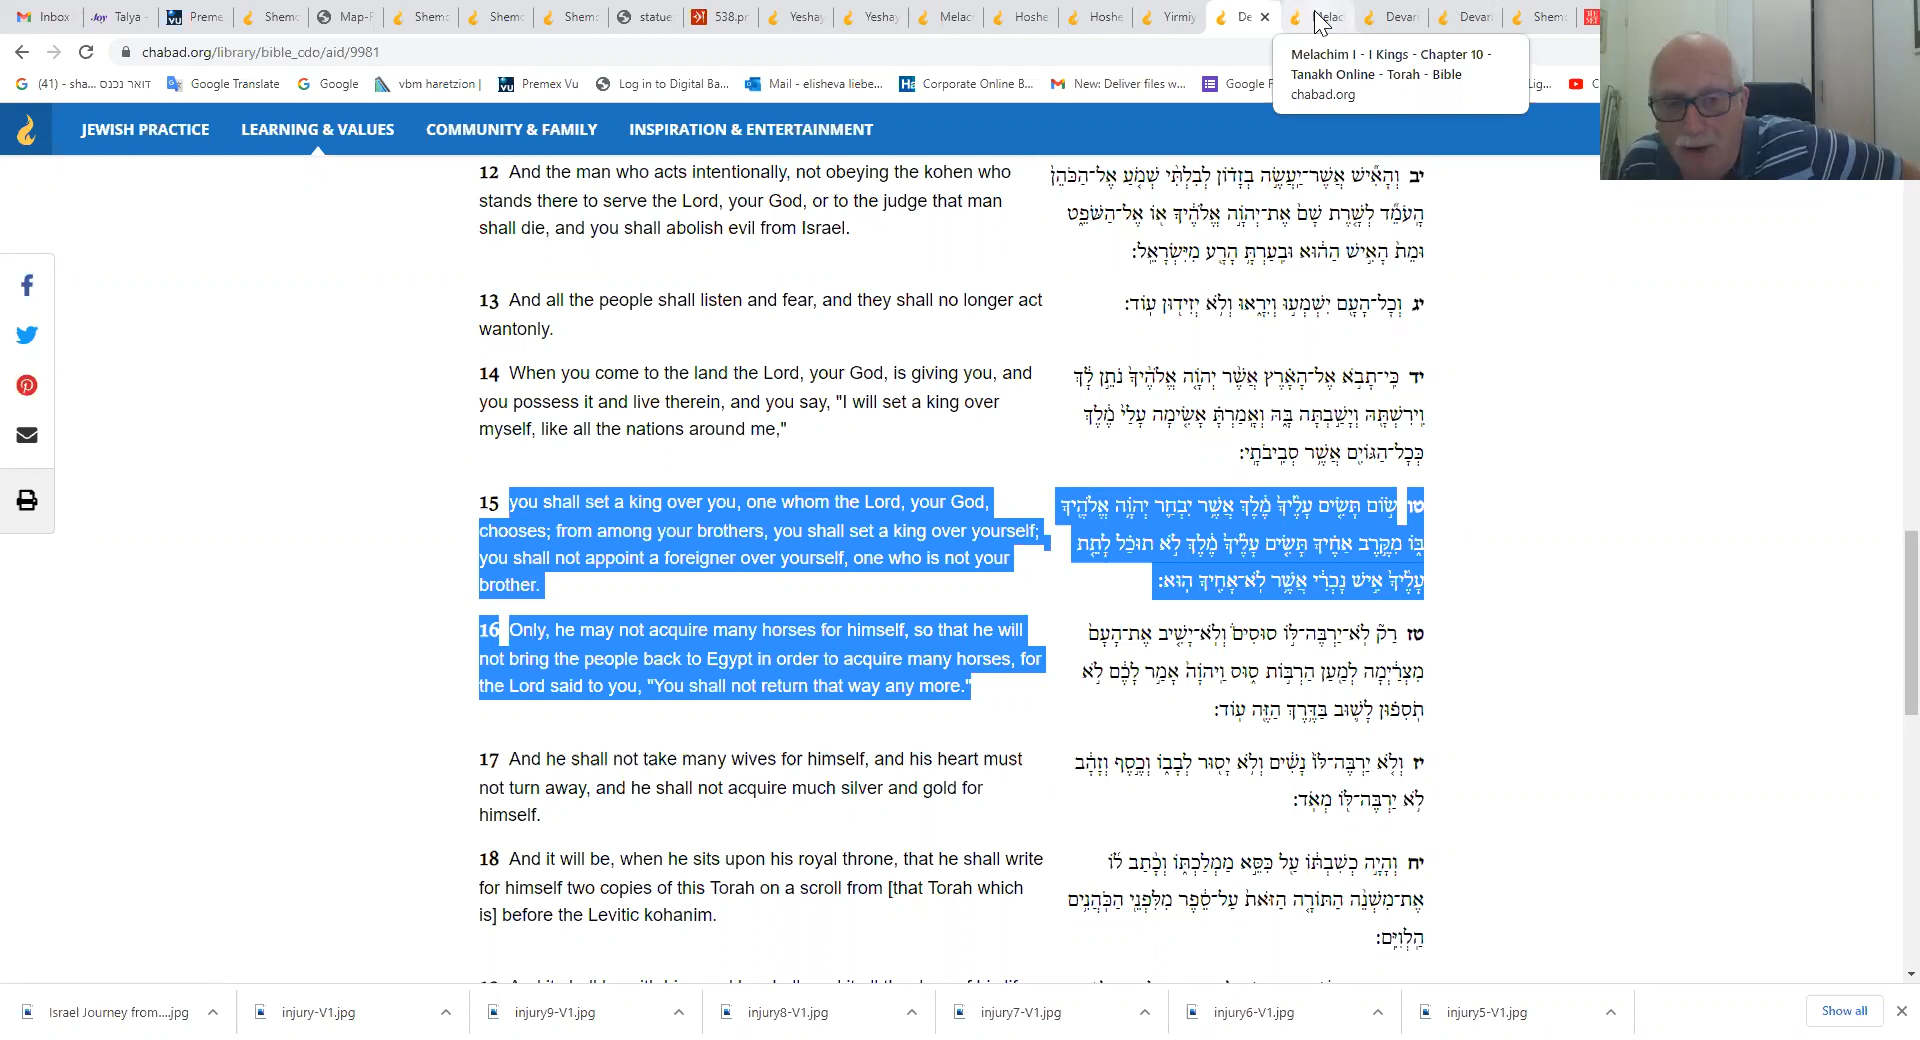 Inbox
Talya -
Preme
Shemo
Map-F
Shemo
Shemo
Shemo
statue
538.pr
Yeshay
Yeshay
Melac
Hoshe
Hoshe
Yirmiy
De
Melac
Devan
Devan
Shem
chabad.org/library/bible_cdo/aid/9981
Melachim I - I Kings - Chapter 10 -
Tanakh Online - Torah - Bible
chabad.org
(41) - sha... דואר נכנס
Google Translate
Google
vbm haretzion |
Premex Vu
Log in to Digital Ba...
Mail - elisheva liebe...
Corporate Online B...
New: Deliver files w...
Google F
Lig...
JEWISH PRACTICE
LEARNING & VALUES
COMMUNITY & FAMILY
INSPIRATION & ENTERTAINMENT
12 And the man who acts intentionally, not obeying the kohen who
stands there to serve the Lord, your God, or to the judge that man
shall die, and you shall abolish evil from Israel.
יב וְהָאִ֞ישׁ אֲשֶׁר־יַֽעֲשֶׂ֣ה בְזָד֗וֹן לְבִלְתִּ֨י שְׁמֹ֤עַ אֶל־הַכֹּהֵן֙
הָֽעֹמֵ֞ד לְשָׁ֤רֶת שָׁם֙ אֶת־יְהֹוָ֣ה אֱלֹהֶ֔יךָ א֖וֹ אֶל־הַשֹּׁפֵ֑ט
וּמֵת֙ הָאִ֣ישׁ הַה֔וּא וּבִֽעַרְתָּ֥ הָרָ֖ע מִיִּשְׂרָאֵֽל:
13 And all the people shall listen and fear, and they shall no longer act
wantonly.
יג וְכָל־הָעָ֖ם יִשְׁמְע֣וּ וְיִרָ֑אוּ וְלֹ֥א יְזִיד֖וּן עֽוֹד:
14 When you come to the land the Lord, your God, is giving you, and
you possess it and live therein, and you say, "I will set a king over
myself, like all the nations around me,"
יד כִּֽי־תָבֹ֣א אֶל־הָאָ֗רֶץ אֲשֶׁ֨ר יְהֹוָ֤ה אֱלֹהֶ֨יךָ֙ נֹתֵ֣ן לָ֔ךְ
וִֽירִשְׁתָּ֖הּ וְיָשַׁ֣בְתָּה בָּ֑הּ וְאָֽמַרְתָּ֗ אָשִׂ֤ימָה עָלַי֙ מֶ֔לֶךְ
כְּכָל־הַגּוֹיִ֖ם אֲשֶׁ֥ר סְבִֽיבֹתָֽי:
15 you shall set a king over you, one whom the Lord, your God,
chooses; from among your brothers, you shall set a king over yourself;
you shall not appoint a foreigner over yourself, one who is not your
brother.
טו שׂ֣וֹם תָּשִׂ֤ים עָלֶ֨יךָ֙ מֶ֔לֶךְ אֲשֶׁ֥ר יִבְחַ֛ר יְהֹוָ֥ה אֱלֹהֶ֖יךָ
בּ֑וֹ מִקֶּ֣רֶב אַחֶ֗יךָ תָּשִׂ֤ים עָלֶ֨יךָ֙ מֶ֔לֶךְ לֹ֣א תוּכַ֗ל לָתֵ֤ת
עָלֶ֨יךָ֙ אִ֣ישׁ נָכְרִ֔י אֲשֶׁ֥ר לֹֽא־אָחִ֖יךָ הֽוּא:
16 Only, he may not acquire many horses for himself, so that he will
not bring the people back to Egypt in order to acquire many horses, for
the Lord said to you, "You shall not return that way any more."
טז רַק֘ לֹֽא־יַרְבֶּה־לּ֣וֹ סוּסִים֒ וְלֹֽא־יָשִׁ֤יב אֶת־הָעָם֙
מִצְרַ֔יְמָה לְמַ֖עַן הַרְבּ֣וֹת ס֑וּס וַֽיהֹוָה֙ אָמַ֣ר לָכֶ֔ם לֹ֣א
תֹֽסִפ֗וּן לָשׁ֛וּב בַּדֶּ֥רֶךְ הַזֶּ֖ה עֽוֹד:
17 And he shall not take many wives for himself, and his heart must
not turn away, and he shall not acquire much silver and gold for
himself.
יז וְלֹ֤א יַרְבֶּה־לּוֹ֙ נָשִׁ֔ים וְלֹ֥א יָס֖וּר לְבָב֑וֹ וְכֶ֣סֶף וְזָהָ֔ב
לֹ֥א יַרְבֶּה־לּ֖וֹ מְאֹֽד:
18 And it will be, when he sits upon his royal throne, that he shall write
for himself two copies of this Torah on a scroll from [that Torah which
is] before the Levitic kohanim.
יח וְהָיָ֣ה כְשִׁבְתּ֔וֹ עַ֖ל כִּסֵּ֣א מַמְלַכְתּ֑וֹ וְכָ֨תַב ל֜וֹ
אֶת־מִשְׁנֵ֨ה הַתּוֹרָ֤ה הַזֹּאת֙ עַל־סֵ֔פֶר מִלִּפְנֵ֖י הַכֹּֽהֲנִ֥ים
הַֽלְוִיִּֽם:
Israel Journey from....jpg
injury-V1.jpg
injury9-V1.jpg
injury8-V1.jpg
injury7-V1.jpg
injury6-V1.jpg
injury5-V1.jpg
Show all